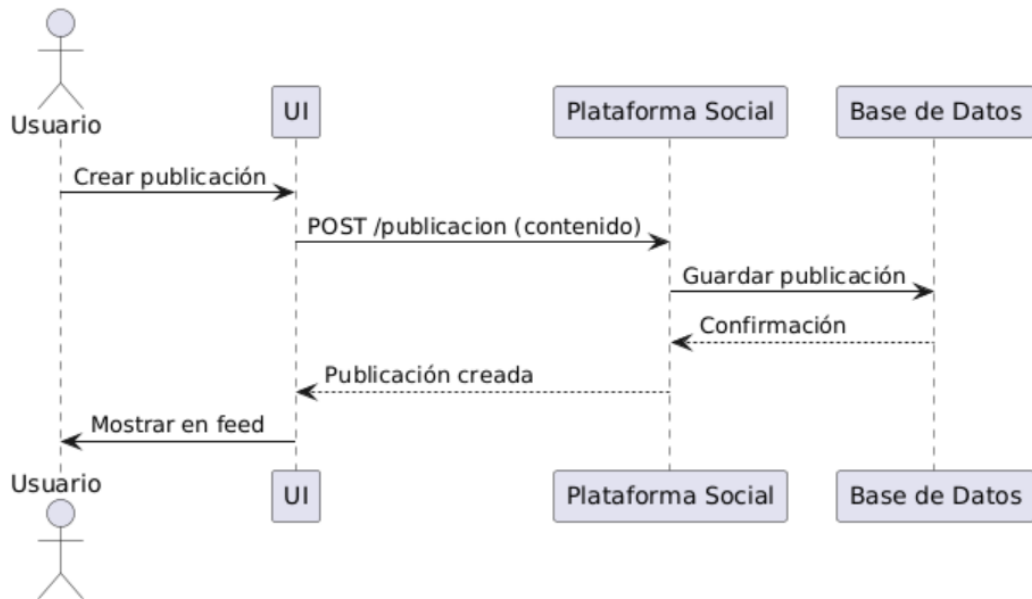 Usuario
UI
Plataforma Social
Base de Datos
Crear publicación
POST /publicacion (contenido)
Guardar publicación
Confirmación
Publicación creada
Mostrar en feed
Usuario
UI
Plataforma Social
Base de Datos